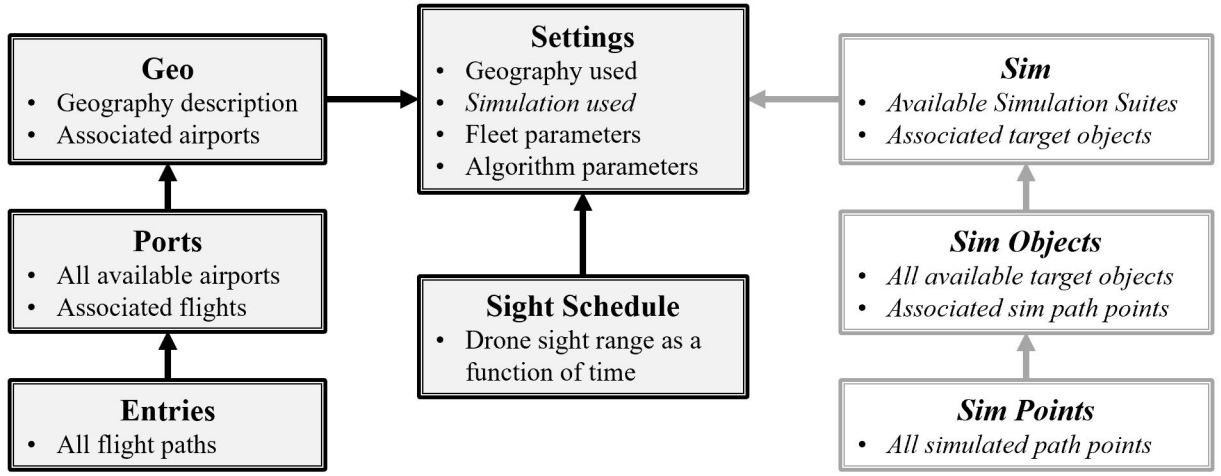 Geo
• Geography description
• Associated airports
Ports
• All available airports
• Associated flights
Entries
• All flight paths
Settings
• Geography used
• Simulation used
• Fleet parameters
• Algorithm parameters
Sight Schedule
• Drone sight range as a
function of time
Sim
• Available Simulation Suites
• Associated target objects
Sim Objects
• All available target objects
• Associated sim path points
Sim Points
• All simulated path points